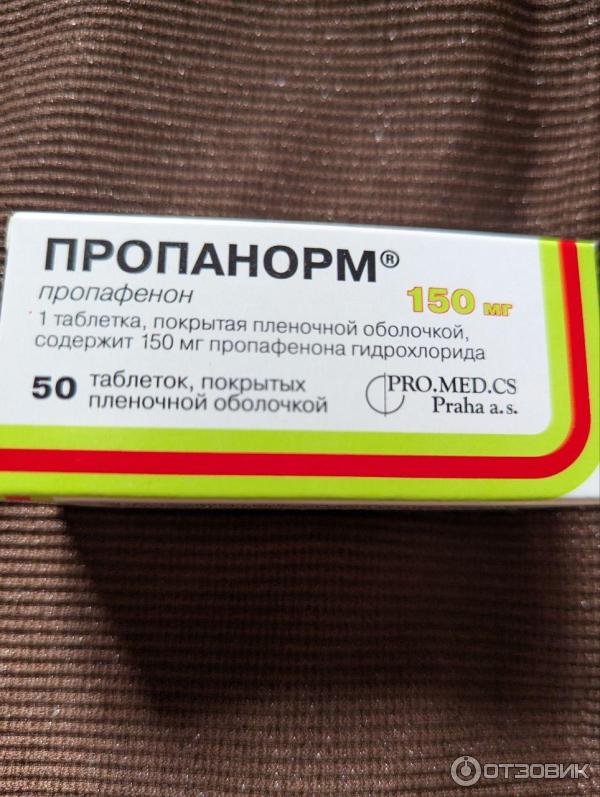 ПРОПАНОРМ®
пропафенон
150 мг
1 таблетка, покрытая пленочной оболочкой,
содержит 150 мг пропафенона гидрохлорида
50 таблеток, покрытых
пленочной оболочкой
PRO.MED.CS
Praha a.s.
ОТЗОВИК